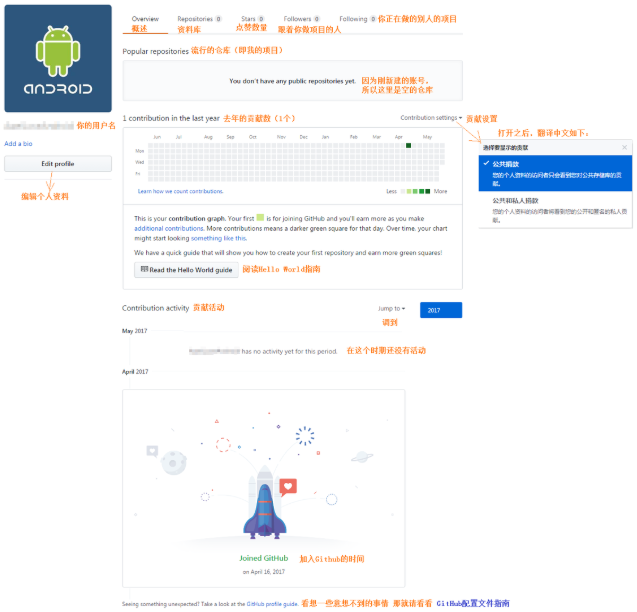 Overview Repositories 0 Stars 0 Followers 0 Following 0 你正在做的别人的项目
概述 资料库 点赞数量 跟着你做项目的人
Popular repositories 流行的仓库（即我的项目）
ANDROID
You don't have any public repositories yet. 因为刚新建的账号，
所以这里是空的仓库
你的用户名
1 contribution in the last year 去年的贡献数（1个） Contribution settings 贡献设置
打开之后，翻译中文如下：
Add a bio
Jun Jul Aug Sep Oct Nov Dec Jan Feb Mar Apr May
选择要显示的贡献
Mon
Wed
Fri
Edit profile
公共捐款
您的个人资料的访问者只会看到您对公共存储库的贡献。
编辑个人资料
Learn how we count contributions. Less More
公共和私人捐款
您的个人资料的访问者将看到您的公开和匿名的私人贡献。
This is your contribution graph. Your first is for joining GitHub and you'll earn more as you make
additional contributions. More contributions means a darker green square for that day. Over time, your chart
might start looking something like this.
We have a quick guide that will show you how to create your first repository and earn more green squares!
Read the Hello World guide 阅读Hello World指南
Contribution activity 贡献活动 Jump to 2017
调到
May 2017
has no activity yet for this period. 在这个时期还没有活动
April 2017
Joined GitHub 加入Github的时间
on April 16, 2017
Seeing something unexpected? Take a look at the GitHub profile guide. 看想一些我想不到的事情 那就请看看 GitHub配置文件指南